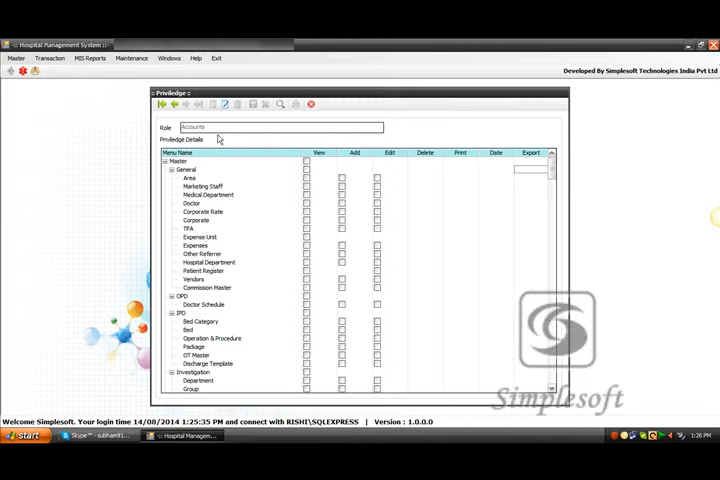 -:: Hospital Management System ::-
Master Transaction MIS Reports Maintenance Windows Help Exit
Developed By Simplesoft Technologies India Pvt Ltd
:: Priviledge ::
Role Accounts
Priviledge Details
Menu Name View Add Edit Delete Print Date Export
Master
General
Area
Marketing Staff
Medical Department
Doctor
Corporate Rate
Corporate
TPA
Expense Unit
Expenses
Other Referrer
Hospital Department
Patient Register
Vendors
Commission Master
OPD
Doctor Schedule
IPD
Bed Category
Bed
Operation & Procedure
Package
OT Master
Discharge Template
Investigation
Department
Group
Simplesoft
Welcome Simplesoft. Your login time 14/08/2014 1:25:35 PM and connect with RISHI\SQLEXPRESS | Version : 1.0.0.0
start Skype™ - subham91... -:: Hospital Managem... 1:26 PM